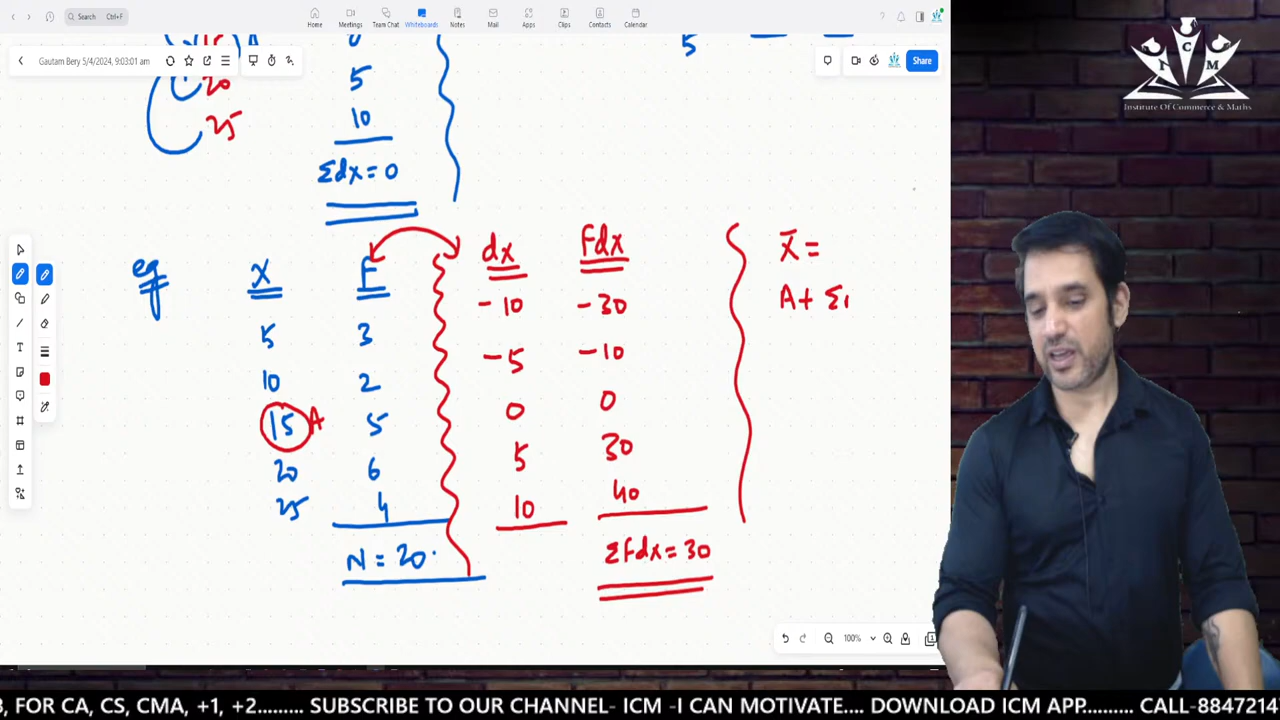 Search Ctrl+F
Home Meetings Team Chat Whiteboards Notes Mail Apps Clips Contacts Calendar
Gautam Bery 5/4/2024, 9:03:01 am
Share
A
5
20
5
25
10
Σdx = 0
eg
X F dx Fdx
5 3 -10 -30
10 2 -5 -10
15 A 5 0 0
20 6 5 30
25 4 10 40
N = 20
ΣFdx = 30
X̄ =
A + Σ
100%
I C M
Institute Of Commerce & Maths
FOR CA, CS, CMA, +1, +2......... SUBSCRIBE TO OUR CHANNEL- ICM -I CAN MOTIVATE.... DOWNLOAD ICM APP.......... CALL-8847214